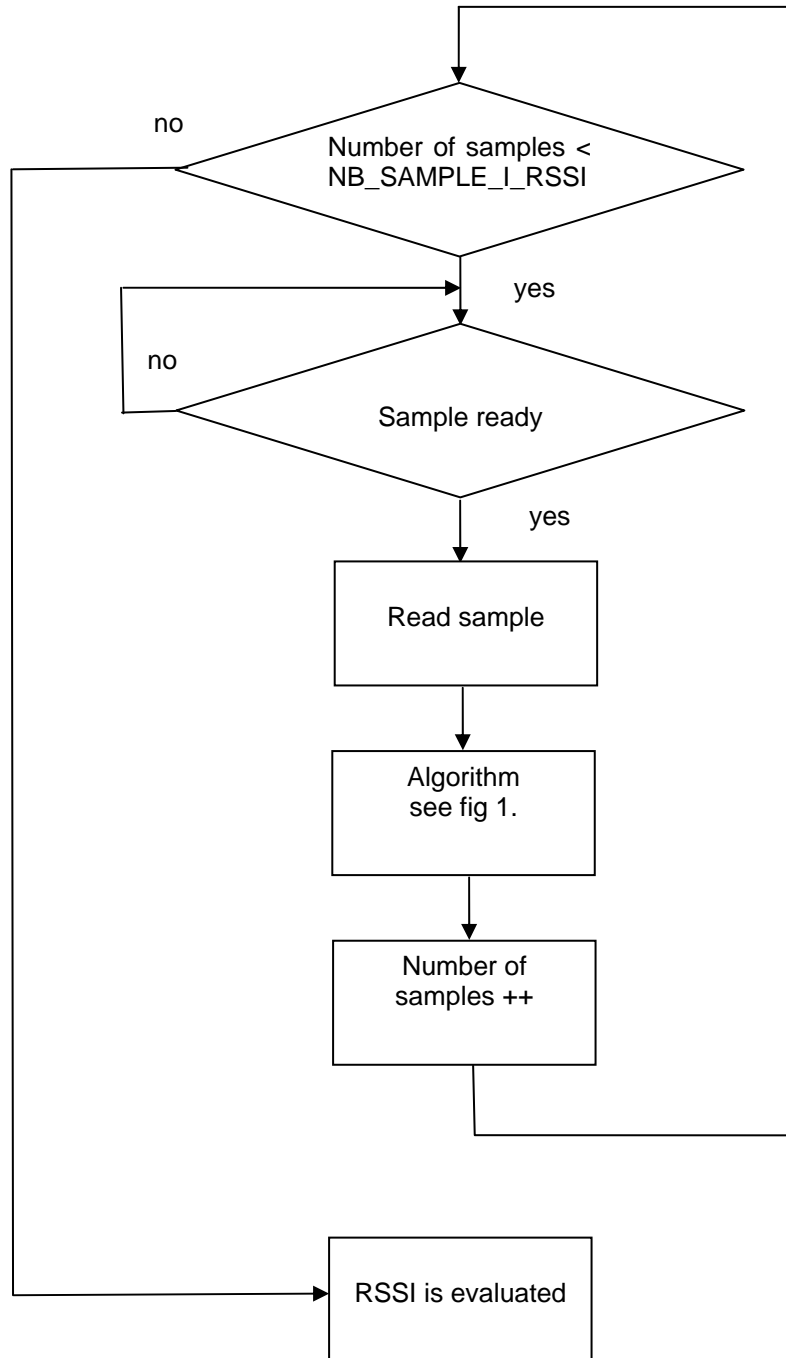 no
Number of samples <
NB_SAMPLE_I_RSSI
yes
no
Sample ready
yes
Read sample
Algorithm
see fig 1.
Number of
samples ++
RSSI is evaluated